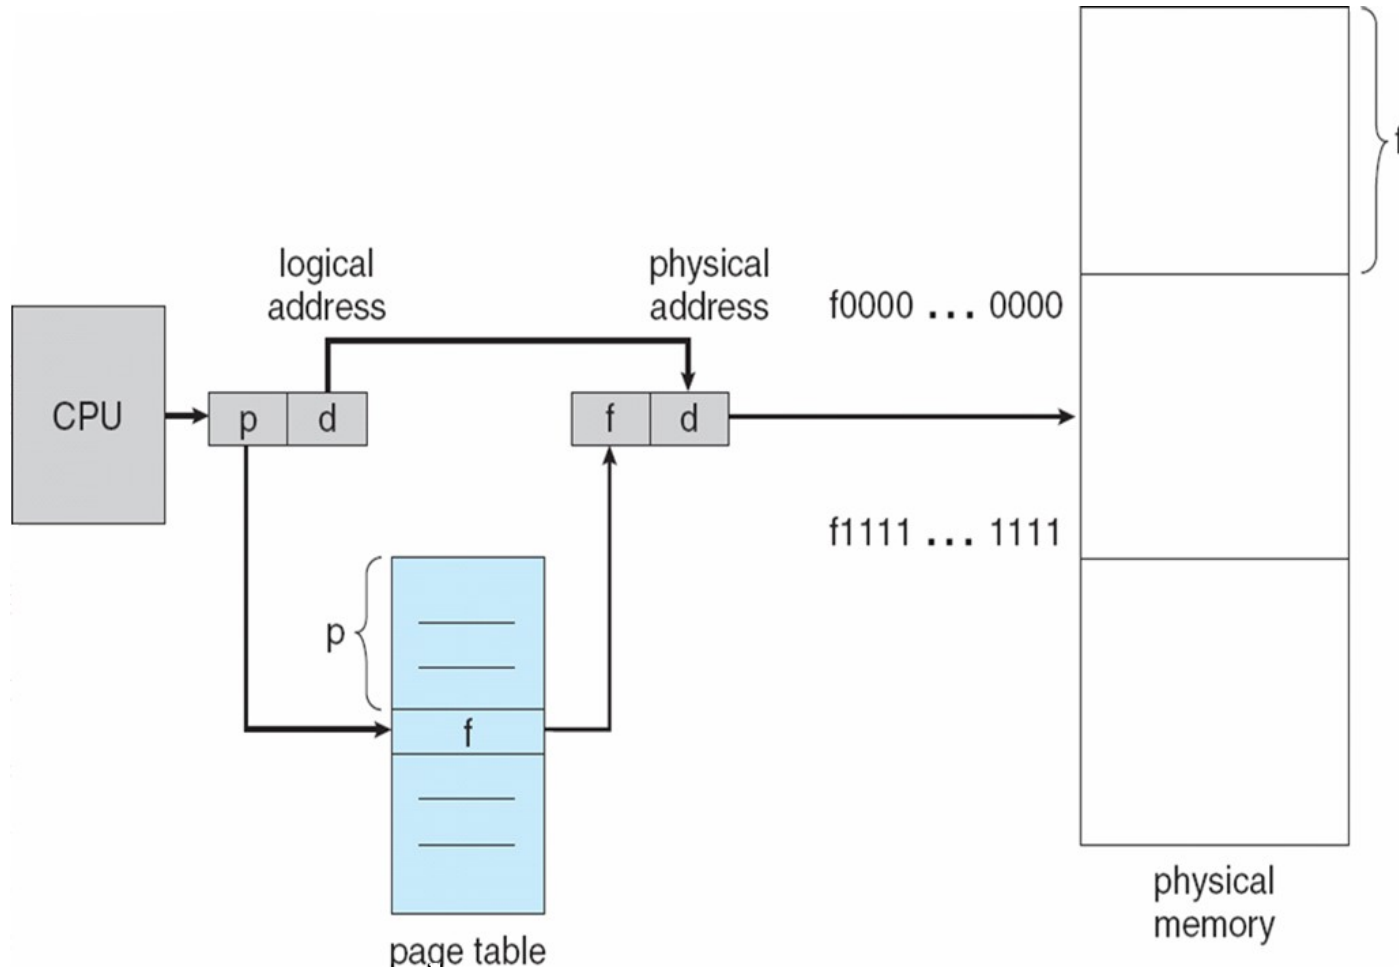 f
logical
address
physical
address
f0000 ... 0000
CPU
p
d
f
d
f1111 ... 1111
p
f
physical
memory
page table